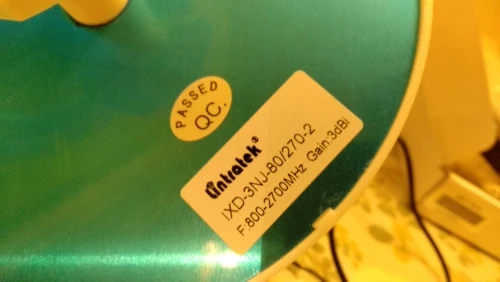 PASSED
QC.
Lintratek®
IXD-3NJ-80/270-2
F:800-2700MHz Gain:3dBi